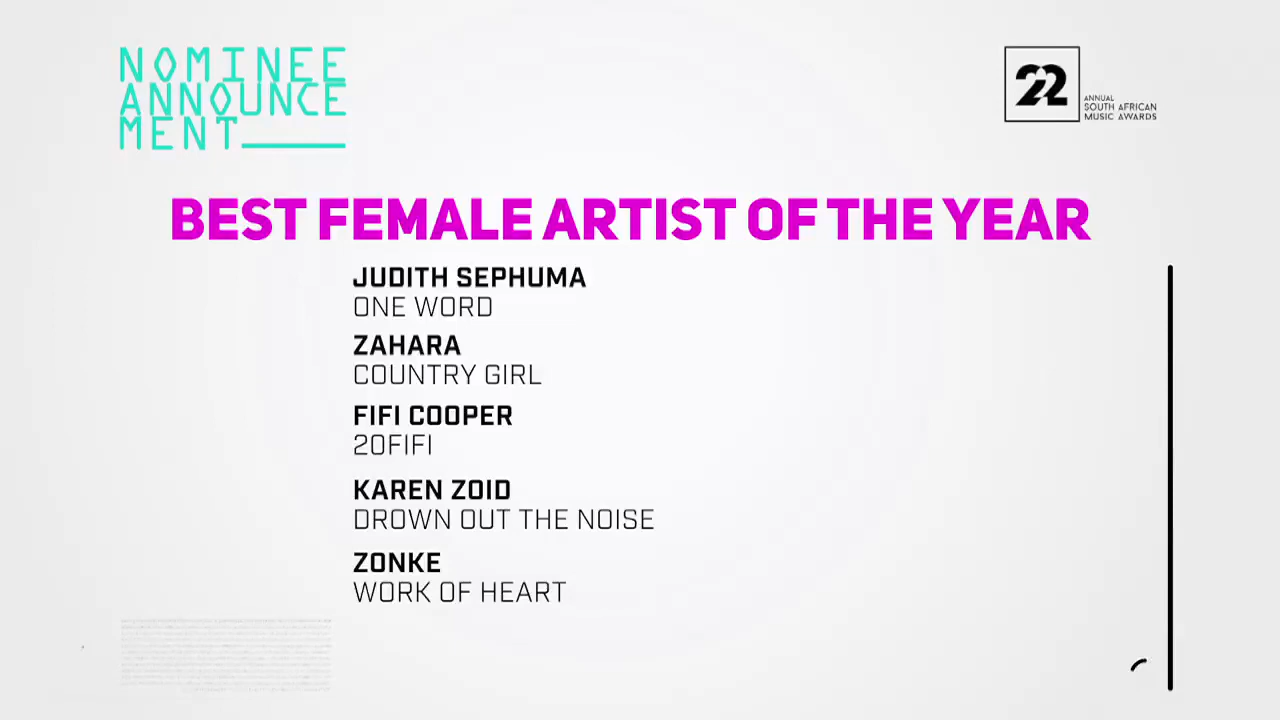 NOMINEE
ANNOUNCE
MENT
22
ANNUAL
SOUTH AFRICAN
MUSIC AWARDS
BEST FEMALE ARTIST OF THE YEAR
JUDITH SEPHUMA
ONE WORD
ZAHARA
COUNTRY GIRL
FIFI COOPER
20FIFI
KAREN ZOID
DROWN OUT THE NOISE
ZONKE
WORK OF HEART